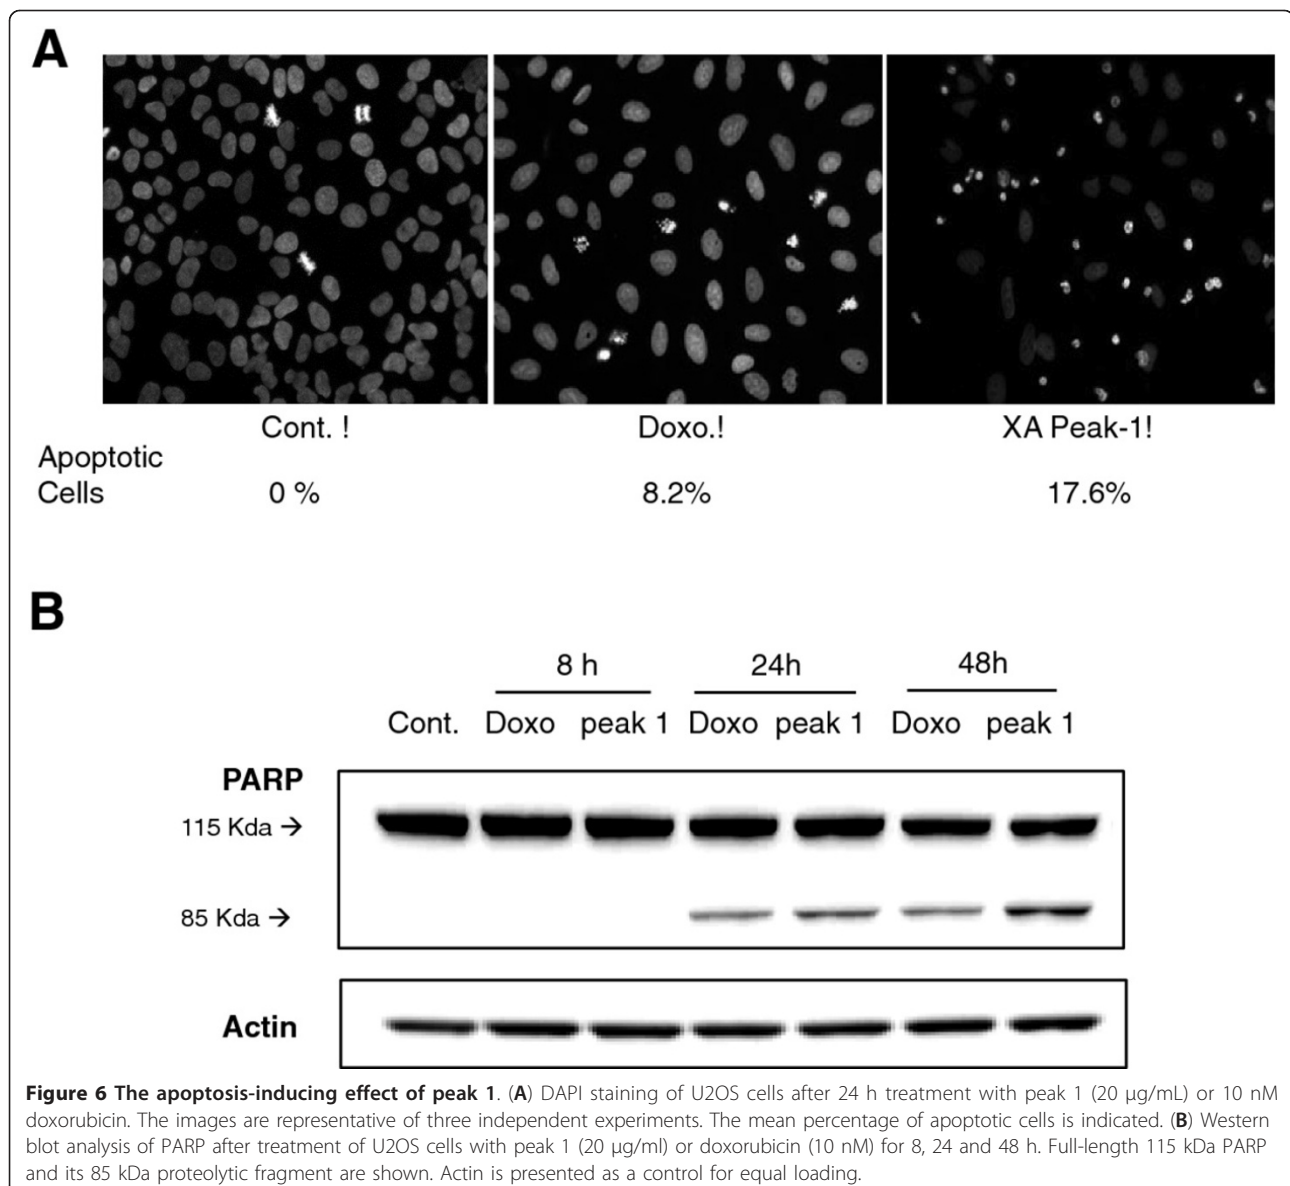 A
Cont. ! Doxo.! XA Peak-1!
Apoptotic
Cells 0 % 8.2% 17.6%
B
8 h 24h 48h
Cont. Doxo peak 1 Doxo peak 1 Doxo peak 1
PARP
115 Kda →
85 Kda →
Actin
Figure 6 The apoptosis-inducing effect of peak 1. (A) DAPI staining of U2OS cells after 24 h treatment with peak 1 (20 μg/mL) or 10 nM
doxorubicin. The images are representative of three independent experiments. The mean percentage of apoptotic cells is indicated. (B) Western
blot analysis of PARP after treatment of U2OS cells with peak 1 (20 μg/ml) or doxorubicin (10 nM) for 8, 24 and 48 h. Full-length 115 kDa PARP
and its 85 kDa proteolytic fragment are shown. Actin is presented as a control for equal loading.